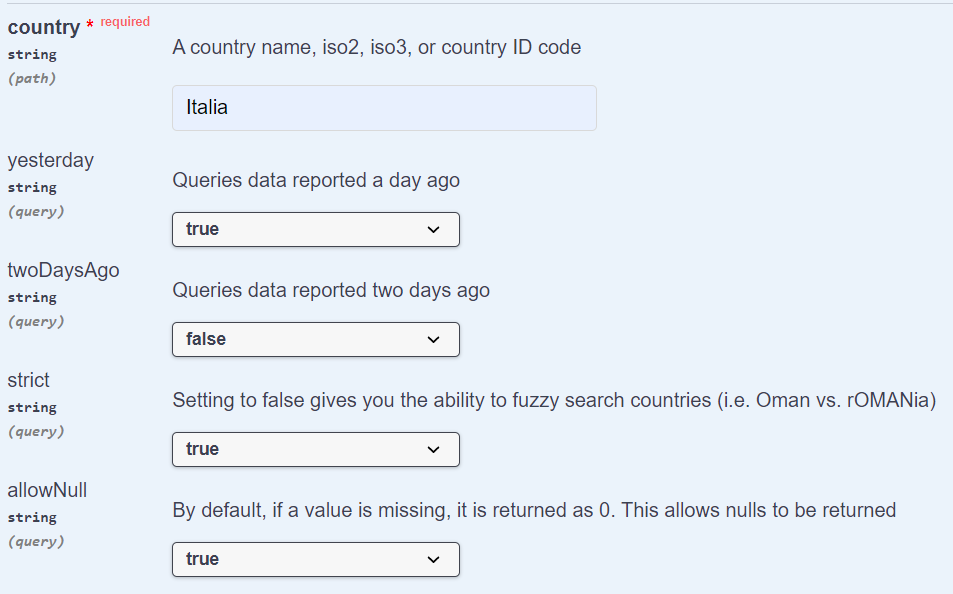 country * required
string
(path)
A country name, iso2, iso3, or country ID code
Italia
yesterday
string
(query)
Queries data reported a day ago
true
twoDaysAgo
string
(query)
Queries data reported two days ago
false
strict
string
(query)
Setting to false gives you the ability to fuzzy search countries (i.e. Oman vs. rOMANia)
true
allowNull
string
(query)
By default, if a value is missing, it is returned as 0. This allows nulls to be returned
true